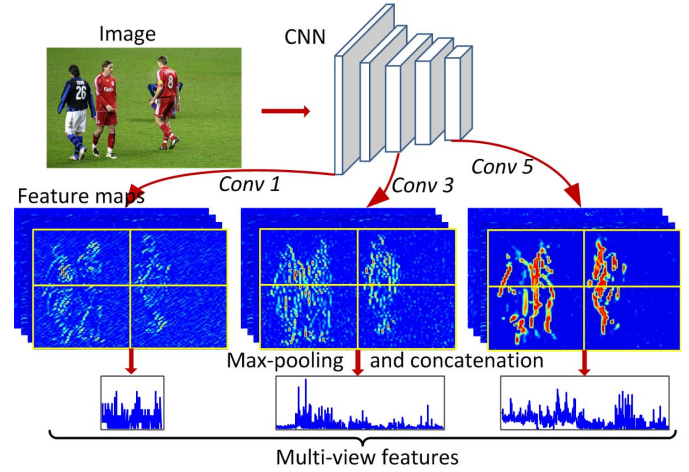 Image
CNN
26
8
Conv 1
Conv 3
Conv 5
Feature maps
Max-pooling and concatenation
Multi-view features